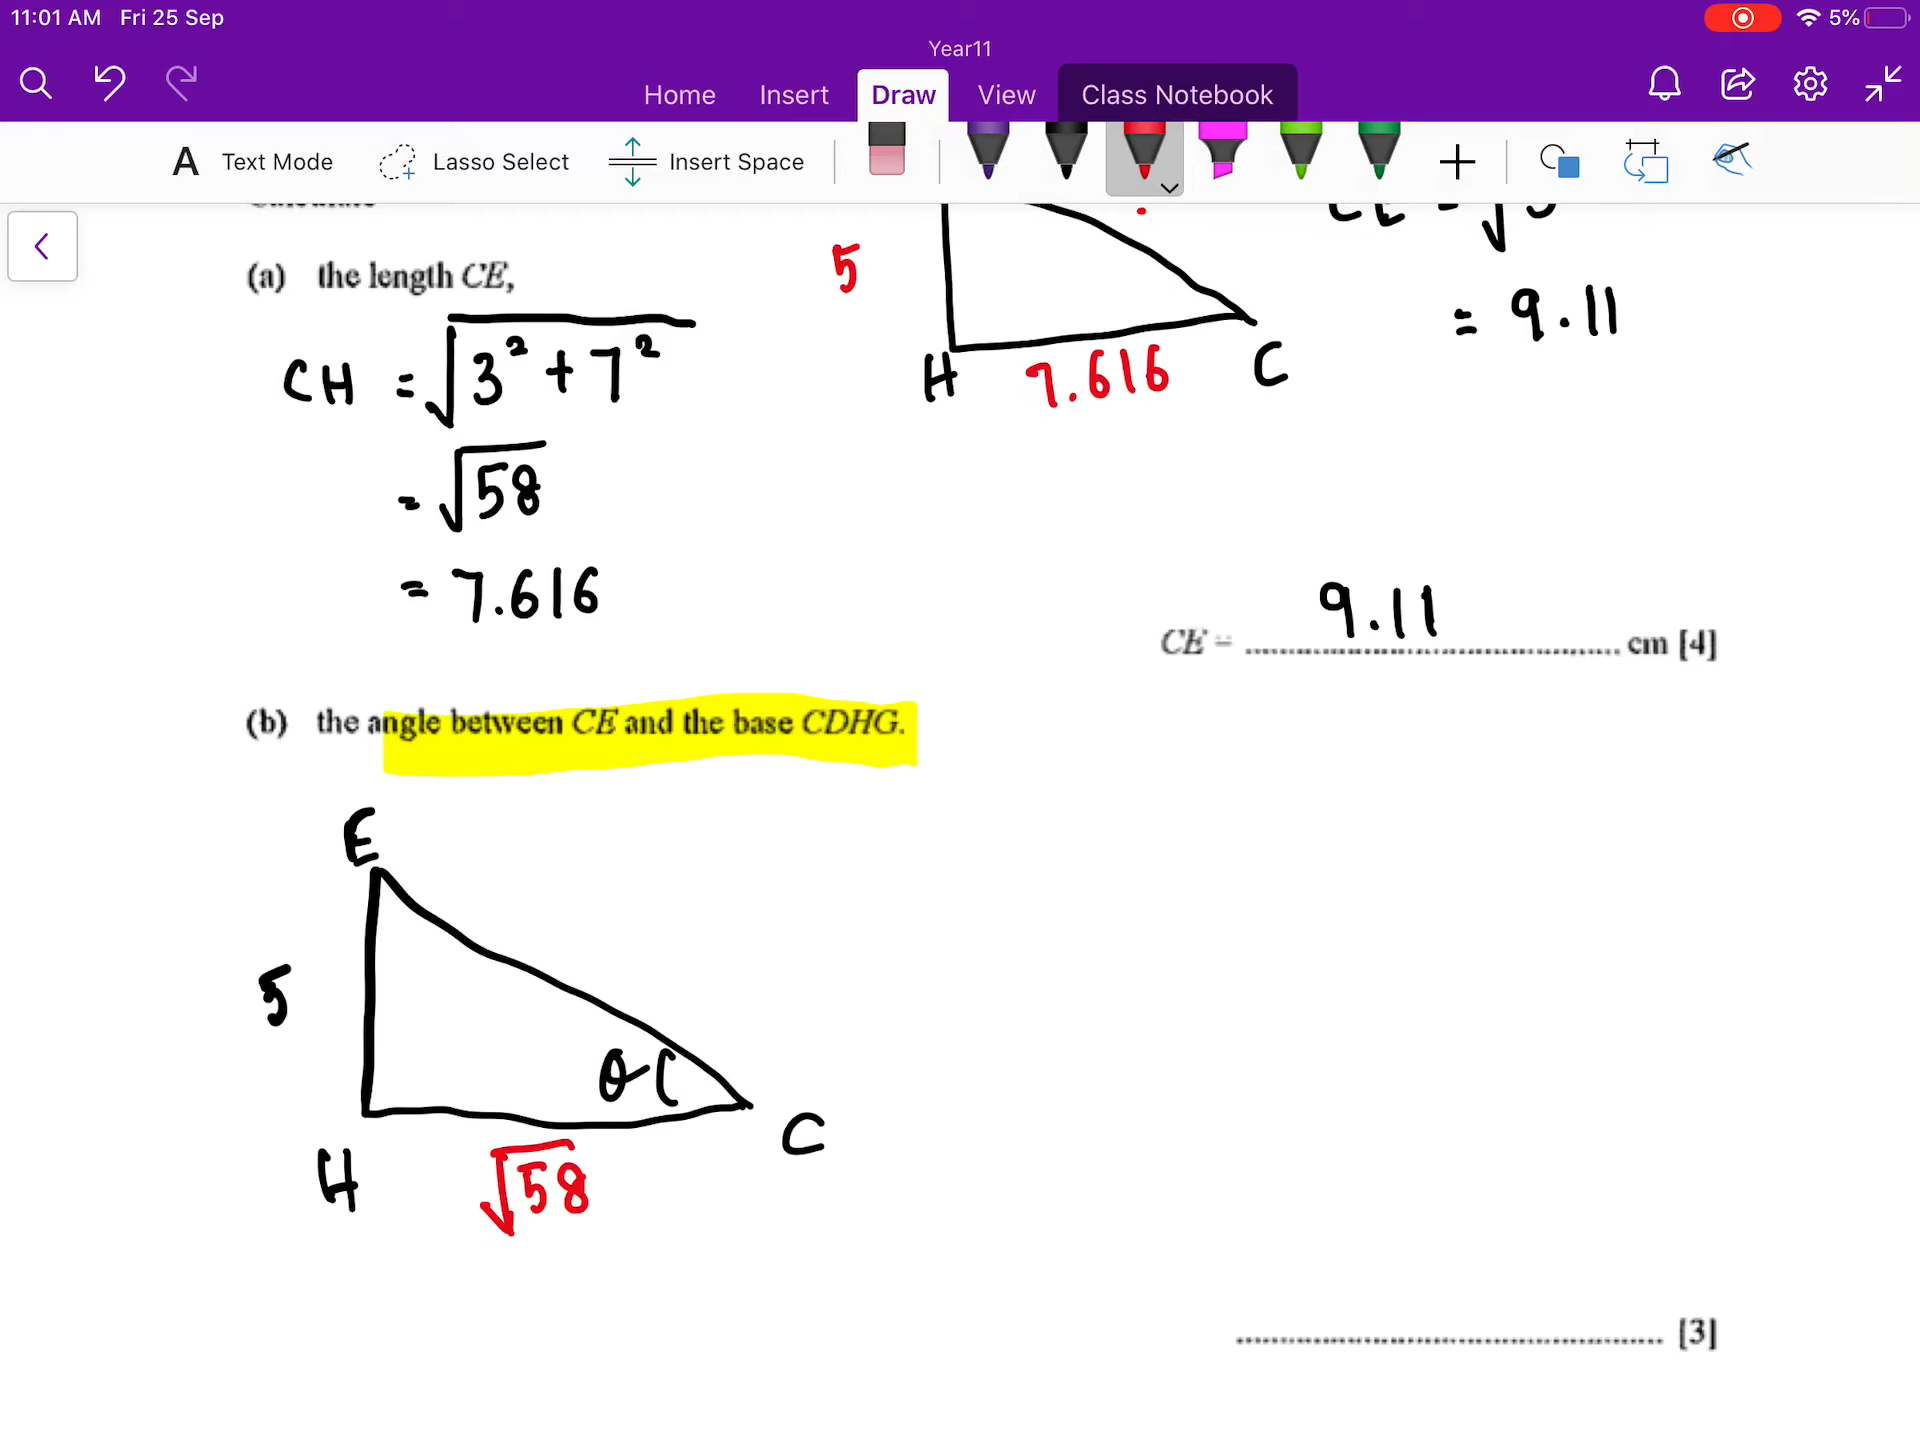 11:01 AM Fri 25 Sep
5%
Year11
Home Insert Draw View Class Notebook
A Text Mode Lasso Select Insert Space
5
CE = √5
(a) the length CE,
= 9.11
CH = √3² + 7²
H 7.616 C
= √58
= 7.616
9.11
CE = ........................................ cm [4]
(b) the angle between CE and the base CDHG.
E
5
θ
H √58 C
........................................ [3]